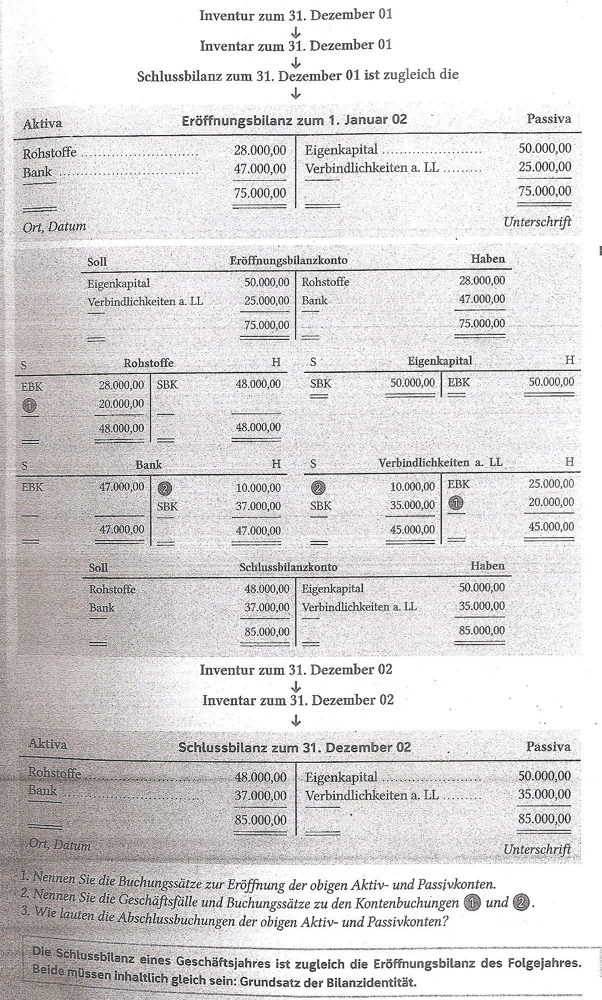 Inventur zum 31. Dezember 01
↓
Inventar zum 31. Dezember 01
↓
Schlussbilanz zum 31. Dezember 01 ist zugleich die
↓
Aktiva Eröffnungsbilanz zum 1. Januar 02 Passiva
Rohstoffe ........................... 28.000,00 Eigenkapital ...................... 50.000,00
Bank ................................ 47.000,00 Verbindlichkeiten a. LL ......... 25.000,00
75.000,00 75.000,00
Ort, Datum Unterschrift
Soll Eröffnungsbilanzkonto Haben
Eigenkapital 50.000,00 Rohstoffe 28.000,00
Verbindlichkeiten a. LL 25.000,00 Bank 47.000,00
75.000,00 75.000,00
S Rohstoffe H S Eigenkapital H
EBK 28.000,00 SBK 48.000,00 SBK 50.000,00 EBK 50.000,00
1 20.000,00
48.000,00 48.000,00
S Bank H S Verbindlichkeiten a. LL H
EBK 47.000,00 2 10.000,00 2 10.000,00 EBK 25.000,00
SBK 37.000,00 SBK 35.000,00 1 20.000,00
47.000,00 47.000,00 45.000,00 45.000,00
Soll Schlussbilanzkonto Haben
Rohstoffe 48.000,00 Eigenkapital 50.000,00
Bank 37.000,00 Verbindlichkeiten a. LL 35.000,00
85.000,00 85.000,00
Inventur zum 31. Dezember 02
↓
Inventar zum 31. Dezember 02
↓
Aktiva Schlussbilanz zum 31. Dezember 02 Passiva
Rohstoffe ........................... 48.000,00 Eigenkapital ...................... 50.000,00
Bank ................................ 37.000,00 Verbindlichkeiten a. LL ......... 35.000,00
85.000,00 85.000,00
Ort, Datum Unterschrift
1. Nennen Sie die Buchungssätze zur Eröffnung der obigen Aktiv- und Passivkonten.
2. Nennen Sie die Geschäftsfälle und Buchungssätze zu den Kontenbuchungen 1 und 2.
3. Wie lauten die Abschlussbuchungen der obigen Aktiv- und Passivkonten?
Die Schlussbilanz eines Geschäftsjahres ist zugleich die Eröffnungsbilanz des Folgejahres.
Beide müssen inhaltlich gleich sein: Grundsatz der Bilanzidentität.